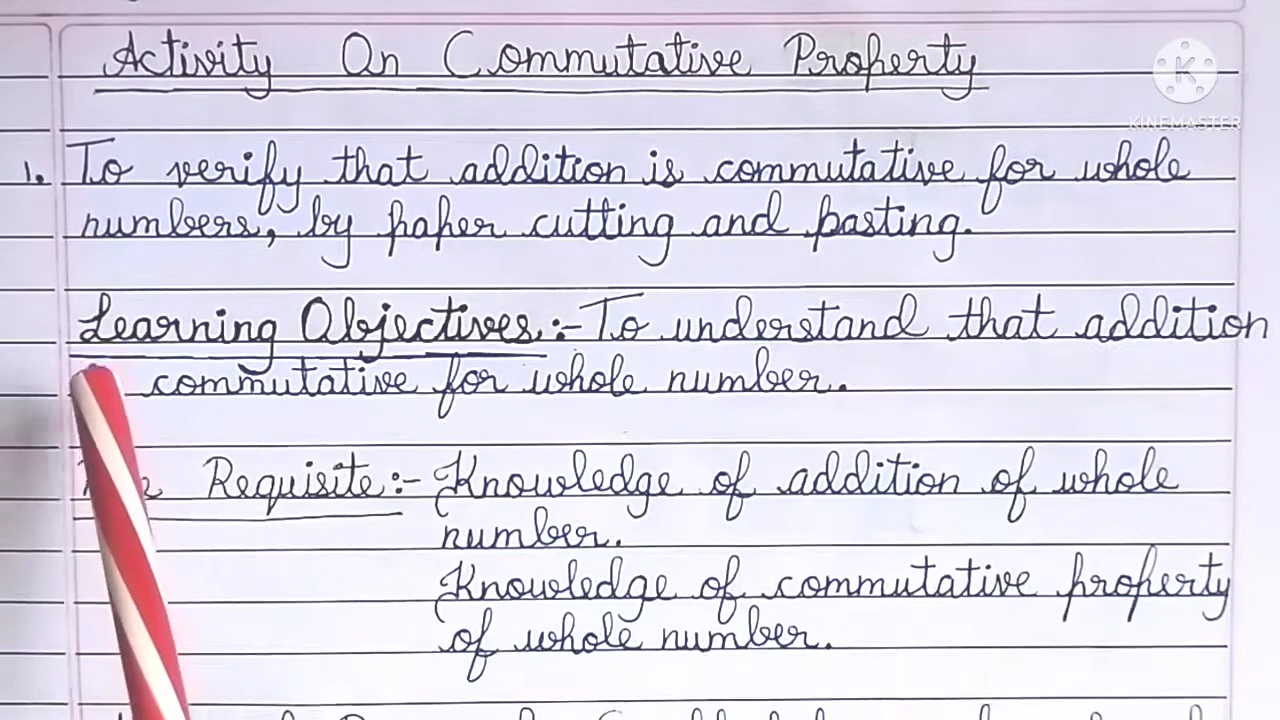 Activity On Commutative Property
KINEMASTER
1. To verify that addition is commutative for whole
numbers, by paper cutting and pasting.
Learning Objectives :- To understand that addition
commutative for whole number.
Requisite :- Knowledge of addition of whole
number.
Knowledge of commutative property
of whole number.